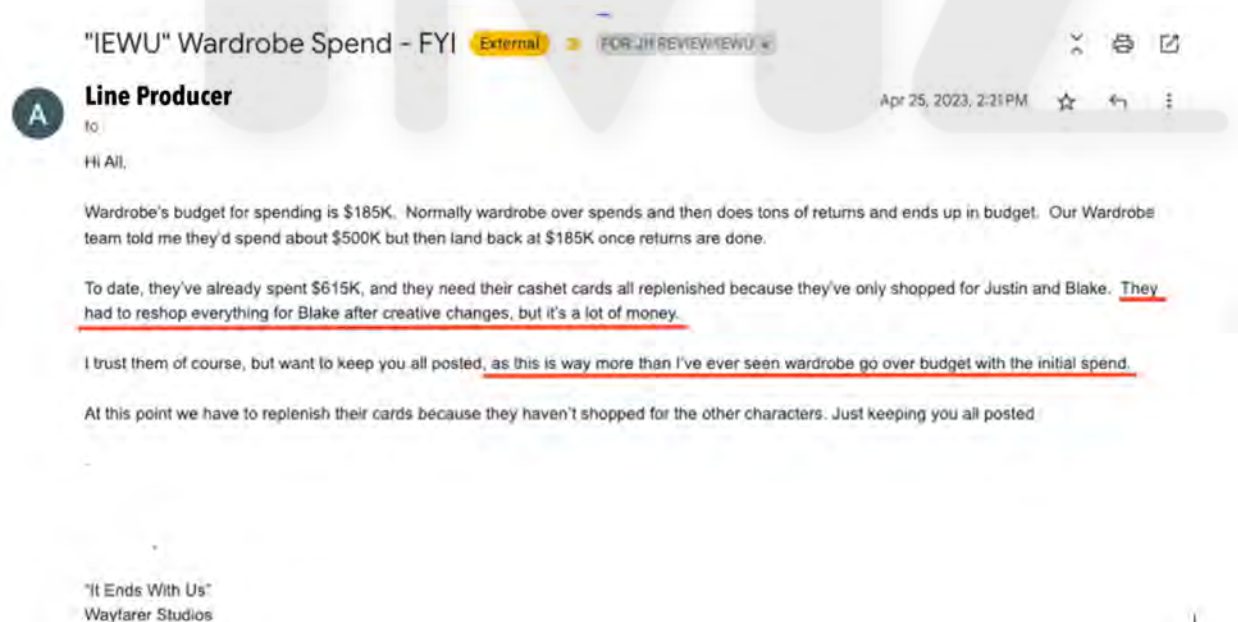 "IEWU" Wardrobe Spend - FYI External FOR JH REVIEW/IEWU x
Line Producer Apr 25, 2023, 2:21PM
A
to
Hi All,
Wardrobe's budget for spending is $185K. Normally wardrobe over spends and then does tons of returns and ends up in budget. Our Wardrobe
team told me they'd spend about $500K but then land back at $185K once returns are done.
To date, they've already spent $615K, and they need their cashet cards all replenished because they've only shopped for Justin and Blake. They
had to reshop everything for Blake after creative changes, but it's a lot of money.
I trust them of course, but want to keep you all posted, as this is way more than I've ever seen wardrobe go over budget with the initial spend.
At this point we have to replenish their cards because they haven't shopped for the other characters. Just keeping you all posted
"It Ends With Us"
Wayfarer Studios